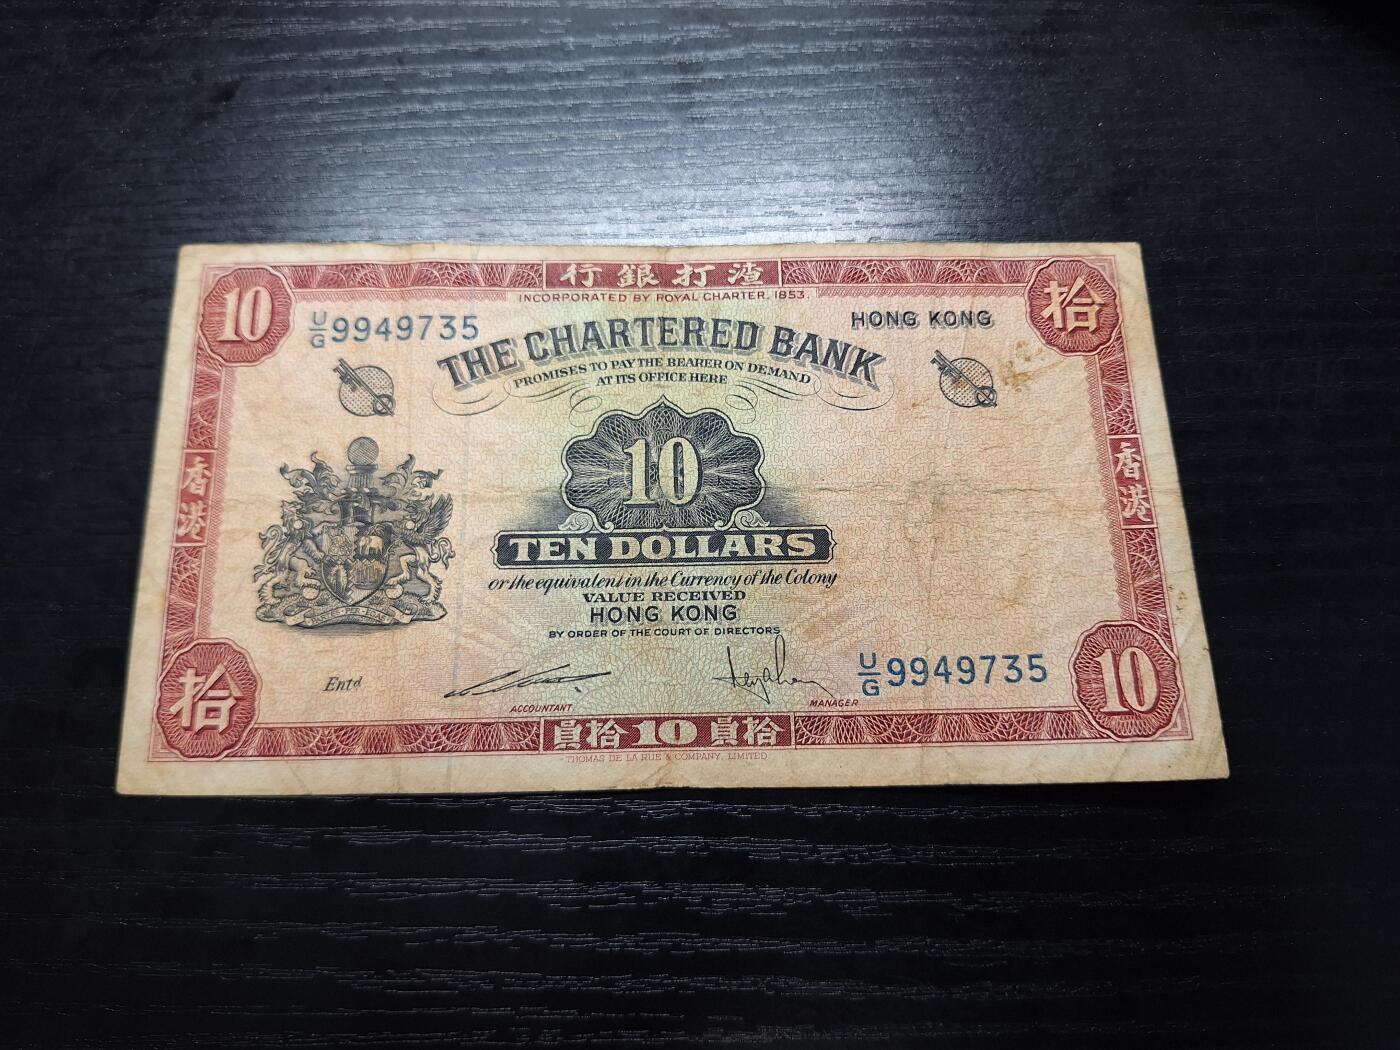 行銀打渣
INCORPORATED BY ROYAL CHARTER. 1853.
10
拾
U/G 9949735
HONG KONG
THE CHARTERED BANK
PROMISES TO PAY THE BEARER ON DEMAND
AT ITS OFFICE HERE
10
香港
香港
TEN DOLLARS
or the equivalent in the Currency of the Colony
VALUE RECEIVED
HONG KONG
BY ORDER OF THE COURT OF DIRECTORS
U/G 9949735
Entd
拾
10
ACCOUNTANT
MANAGER
員拾 10 員拾
THOMAS DE LA RUE & COMPANY, LIMITED